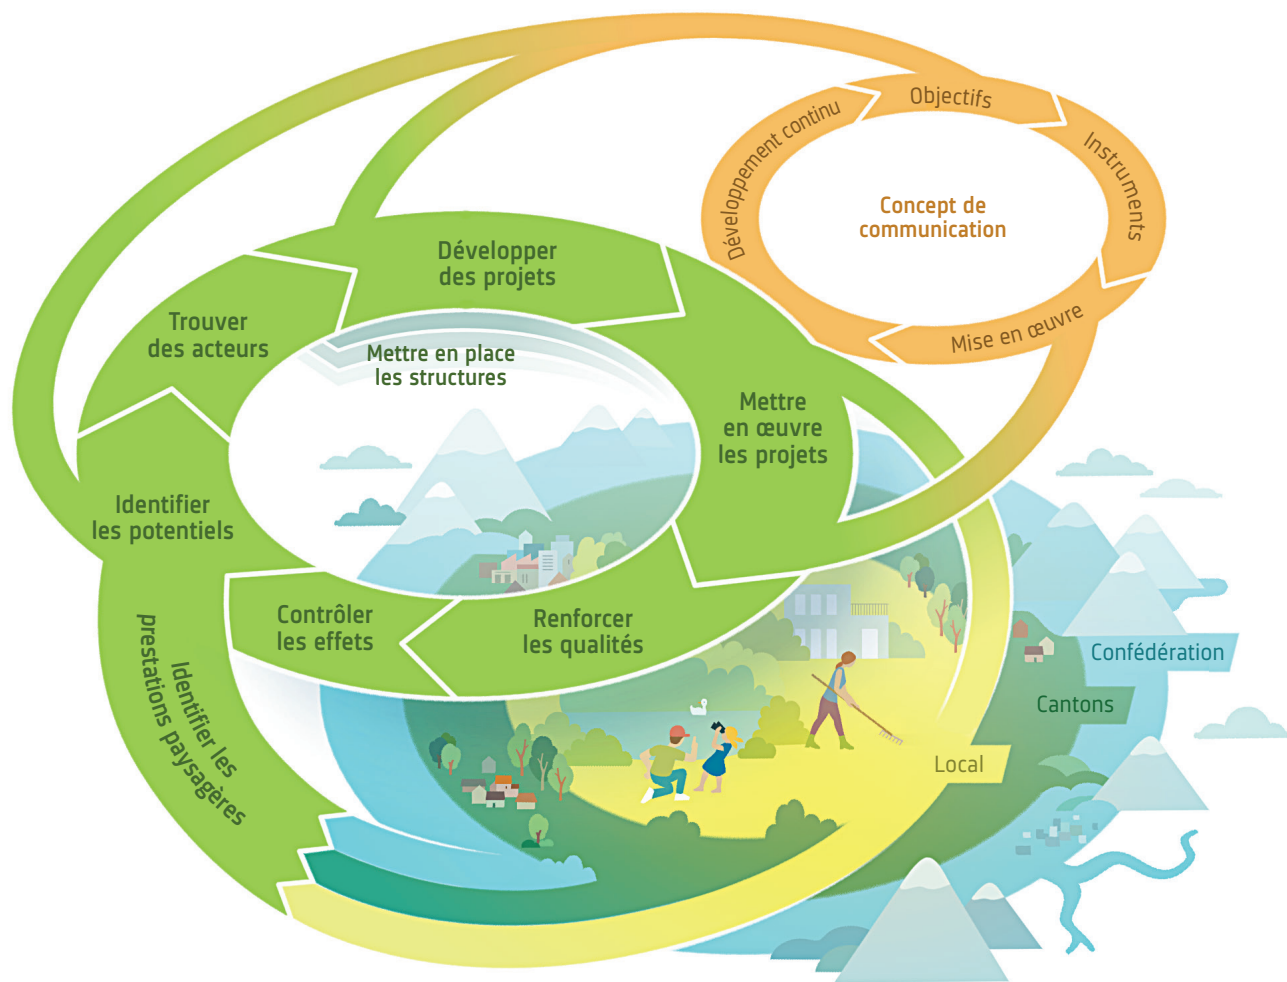 Objectifs
Instruments
Mise en œuvre
Développement continu
Concept de
communication
Développer
des projets
Trouver
des acteurs
Mettre en place
les structures
Mettre
en œuvre
les projets
Identifier
les potentiels
Contrôler
les effets
Renforcer
les qualités
Identifier les
prestations paysagères
Confédération
Cantons
Local